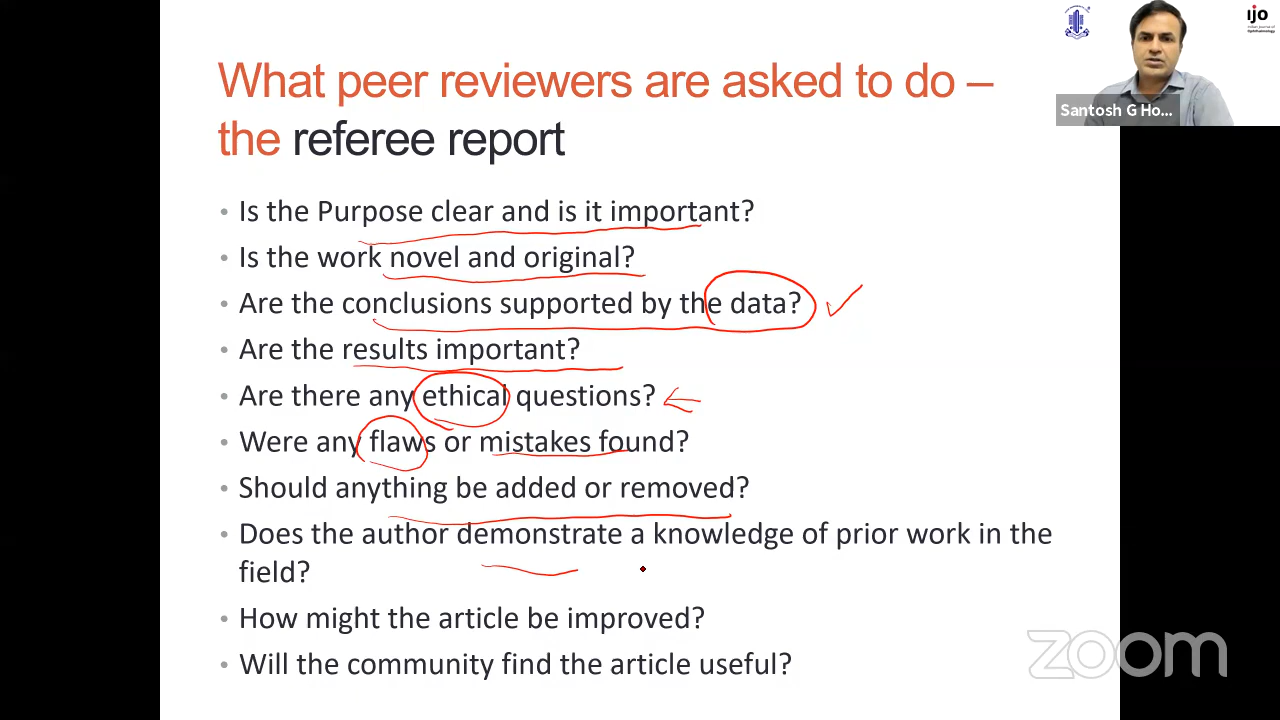 What peer reviewers are asked to do –
the referee report
• Is the Purpose clear and is it important?
• Is the work novel and original?
• Are the conclusions supported by the data?
• Are the results important?
• Are there any ethical questions?
• Were any flaws or mistakes found?
• Should anything be added or removed?
• Does the author demonstrate a knowledge of prior work in the
field?
• How might the article be improved?
• Will the community find the article useful?
IJO
Santosh G Ho...
zoom